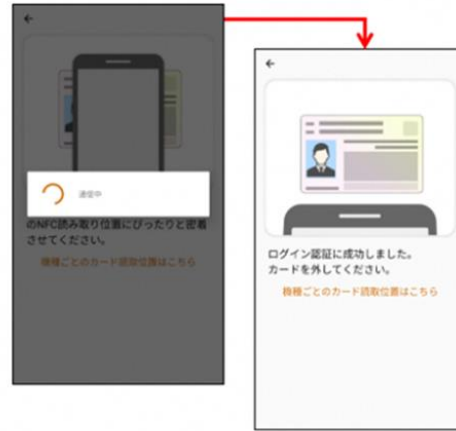 ←
通信中
のNFC読み取り位置にぴったりと密着
させてください。
機種ごとのカード読取位置はこちら
←
ログイン認証に成功しました。
カードを外してください。
機種ごとのカード読取位置はこちら